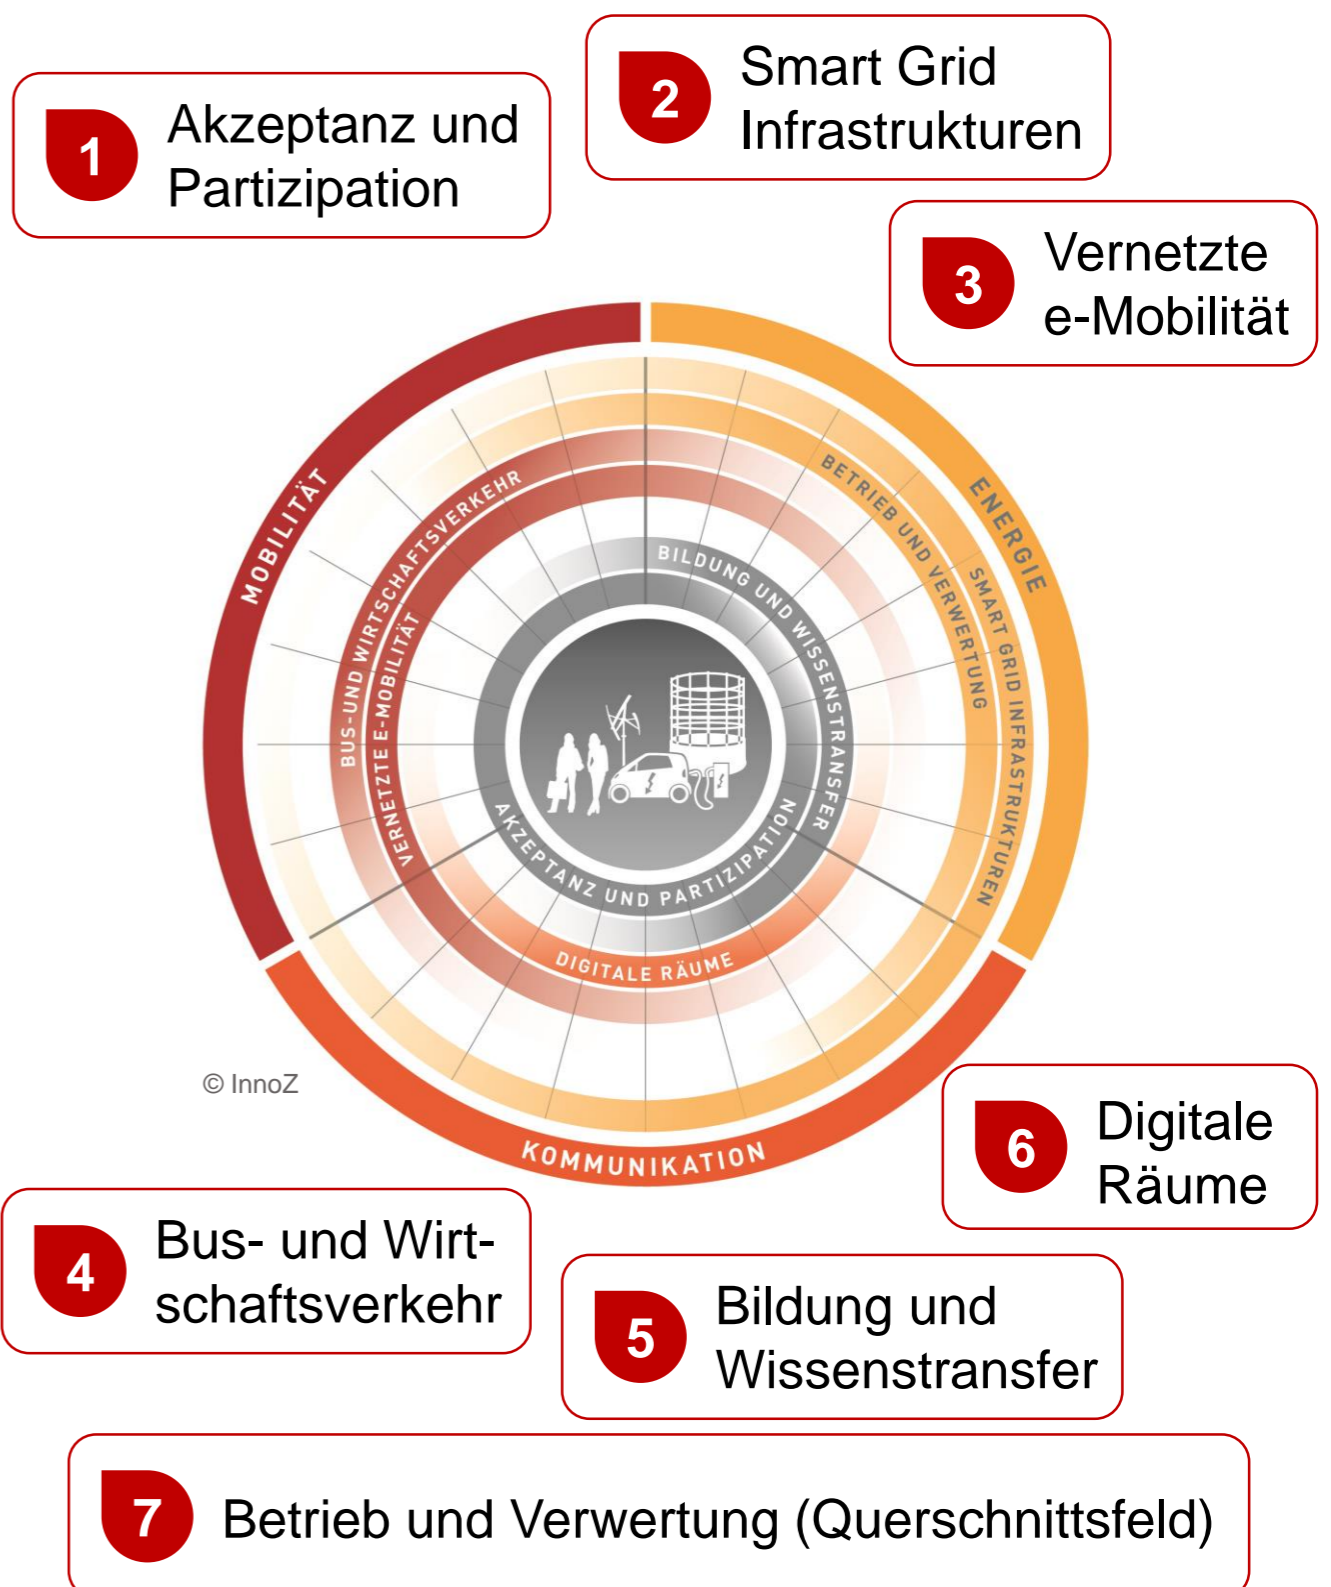 2
Smart Grid
Infrastrukturen
1
Akzeptanz und
Partizipation
3
Vernetzte
e-Mobilität
MOBILITÄT
ENERGIE
BUS-UND WIRTSCHAFTSVERKEHR
BETRIEB UND VERWERTUNG
SMART GRID INFRASTRUKTUREN
VERNETZTE E-MOBILITÄT
BILDUNG UND WISSENSTRANSFER
AKZEPTANZ UND PARTIZIPATION
DIGITALE RÄUME
KOMMUNIKATION
© InnoZ
6
Digitale
Räume
4
Bus- und Wirt-
schaftsverkehr
5
Bildung und
Wissenstransfer
7
Betrieb und Verwertung (Querschnittsfeld)